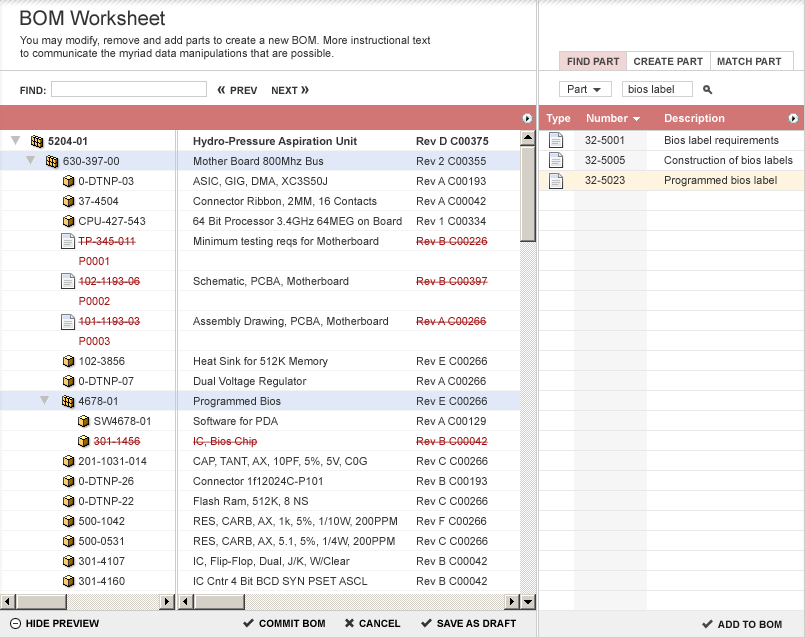 BOM Worksheet
You may modify, remove and add parts to create a new BOM. More instructional text
to communicate the myriad data manipulations that are possible.
FIND: « PREV NEXT »
5204-01 Hydro-Pressure Aspiration Unit Rev D C00375
630-397-00 Mother Board 800Mhz Bus Rev 2 C00355
0-DTNP-03 ASIC, GIG, DMA, XC3S50J Rev A C00193
37-4504 Connector Ribbon, 2MM, 16 Contacts Rev A C00042
CPU-427-543 64 Bit Processor 3.4GHz 64MEG on Board Rev 1 C00334
TP-345-011 Minimum testing reqs for Motherboard Rev B C00226
P0001
102-1193-06 Schematic, PCBA, Motherboard Rev B C00397
P0002
101-1193-03 Assembly Drawing, PCBA, Motherboard Rev A C00266
P0003
102-3856 Heat Sink for 512K Memory Rev E C00266
0-DTNP-07 Dual Voltage Regulator Rev A C00266
4678-01 Programmed Bios Rev E C00266
SW4678-01 Software for PDA Rev A C00129
301-1456 IC, Bios Chip Rev B C00042
201-1031-014 CAP, TANT, AX, 10PF, 5%, 5V, C0G Rev C C00266
0-DTNP-26 Connector 1f12024C-P101 Rev B C00193
0-DTNP-22 Flash Ram, 512K, 8 NS Rev C C00266
500-1042 RES, CARB, AX, 1k, 5%, 1/10W, 200PPM Rev F C00266
500-0531 RES, CARB, AX, 5.1, 5%, 1/4W, 200PPM Rev C C00266
301-4107 IC, Flip-Flop, Dual, J/K, W/Clear Rev B C00042
301-4160 IC Cntr 4 Bit BCD SYN PSET ASCL Rev B C00042
HIDE PREVIEW COMMIT BOM CANCEL SAVE AS DRAFT
FIND PART CREATE PART MATCH PART
Part bios label
Type Number Description
32-5001 Bios label requirements
32-5005 Construction of bios labels
32-5023 Programmed bios label
ADD TO BOM